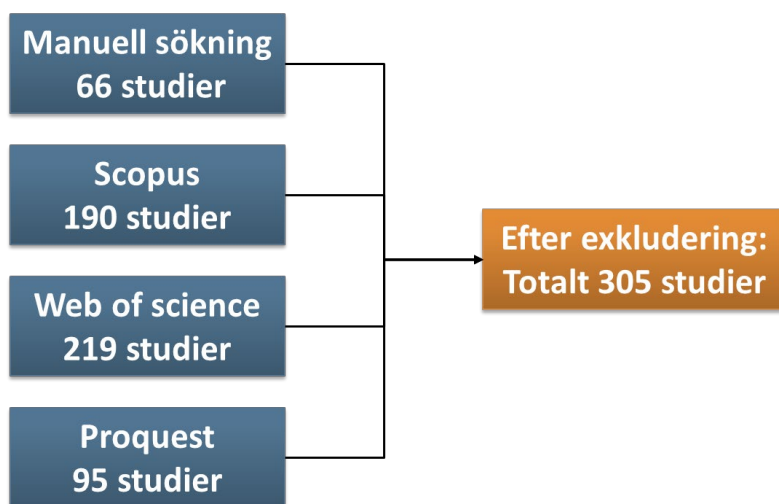 Manuell sökning
66 studier
Scopus
190 studier
Web of science
219 studier
Proquest
95 studier
Efter exkludering:
Totalt 305 studier